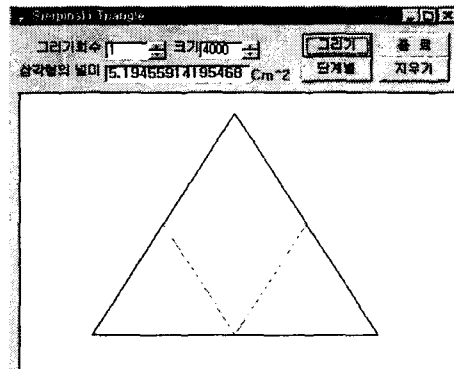 Sierpinski Triangle
그리기회수 1 크기 4000 그리기 종 료
삼각형의 넓이 5.19455914195468 Cm^2 단계별 지우기